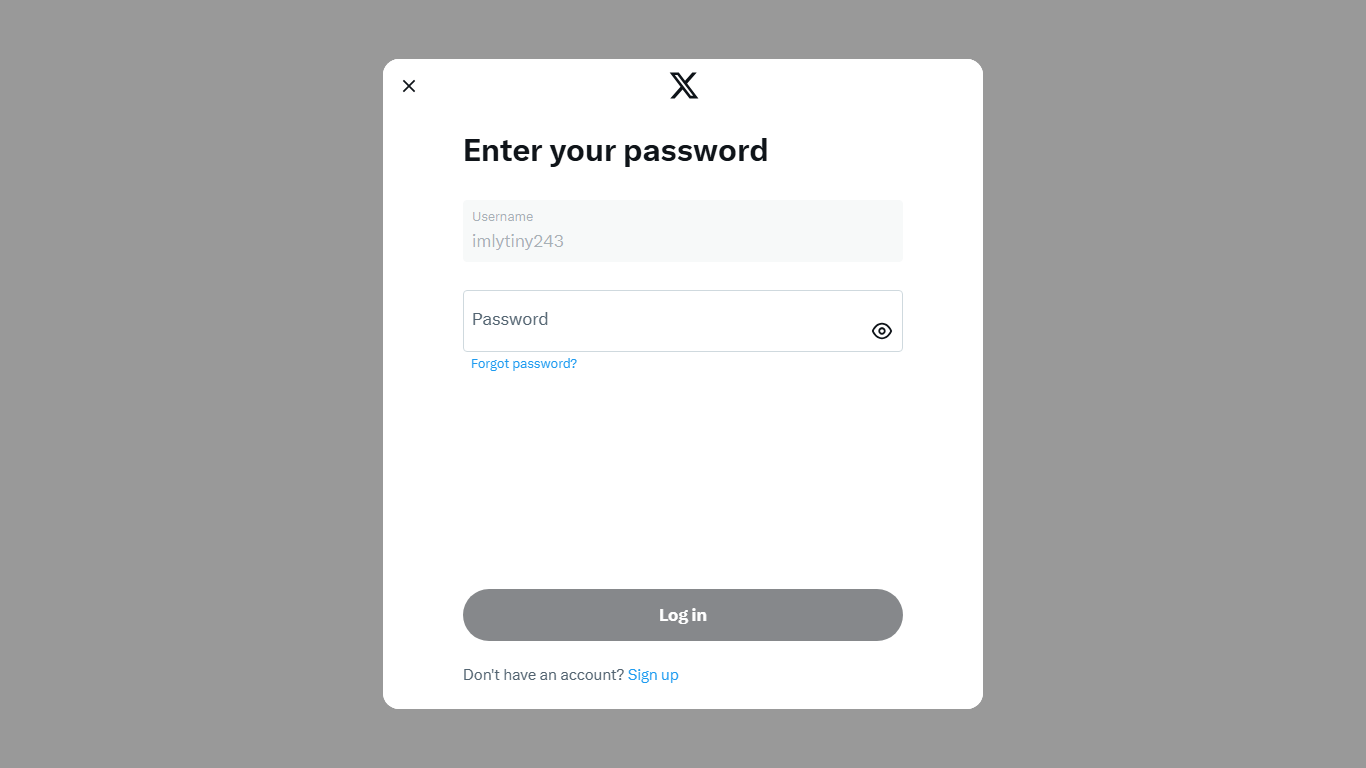 Enter your password
Username
imlytiny243
Password
Forgot password?
Log in
Don't have an account? Sign up